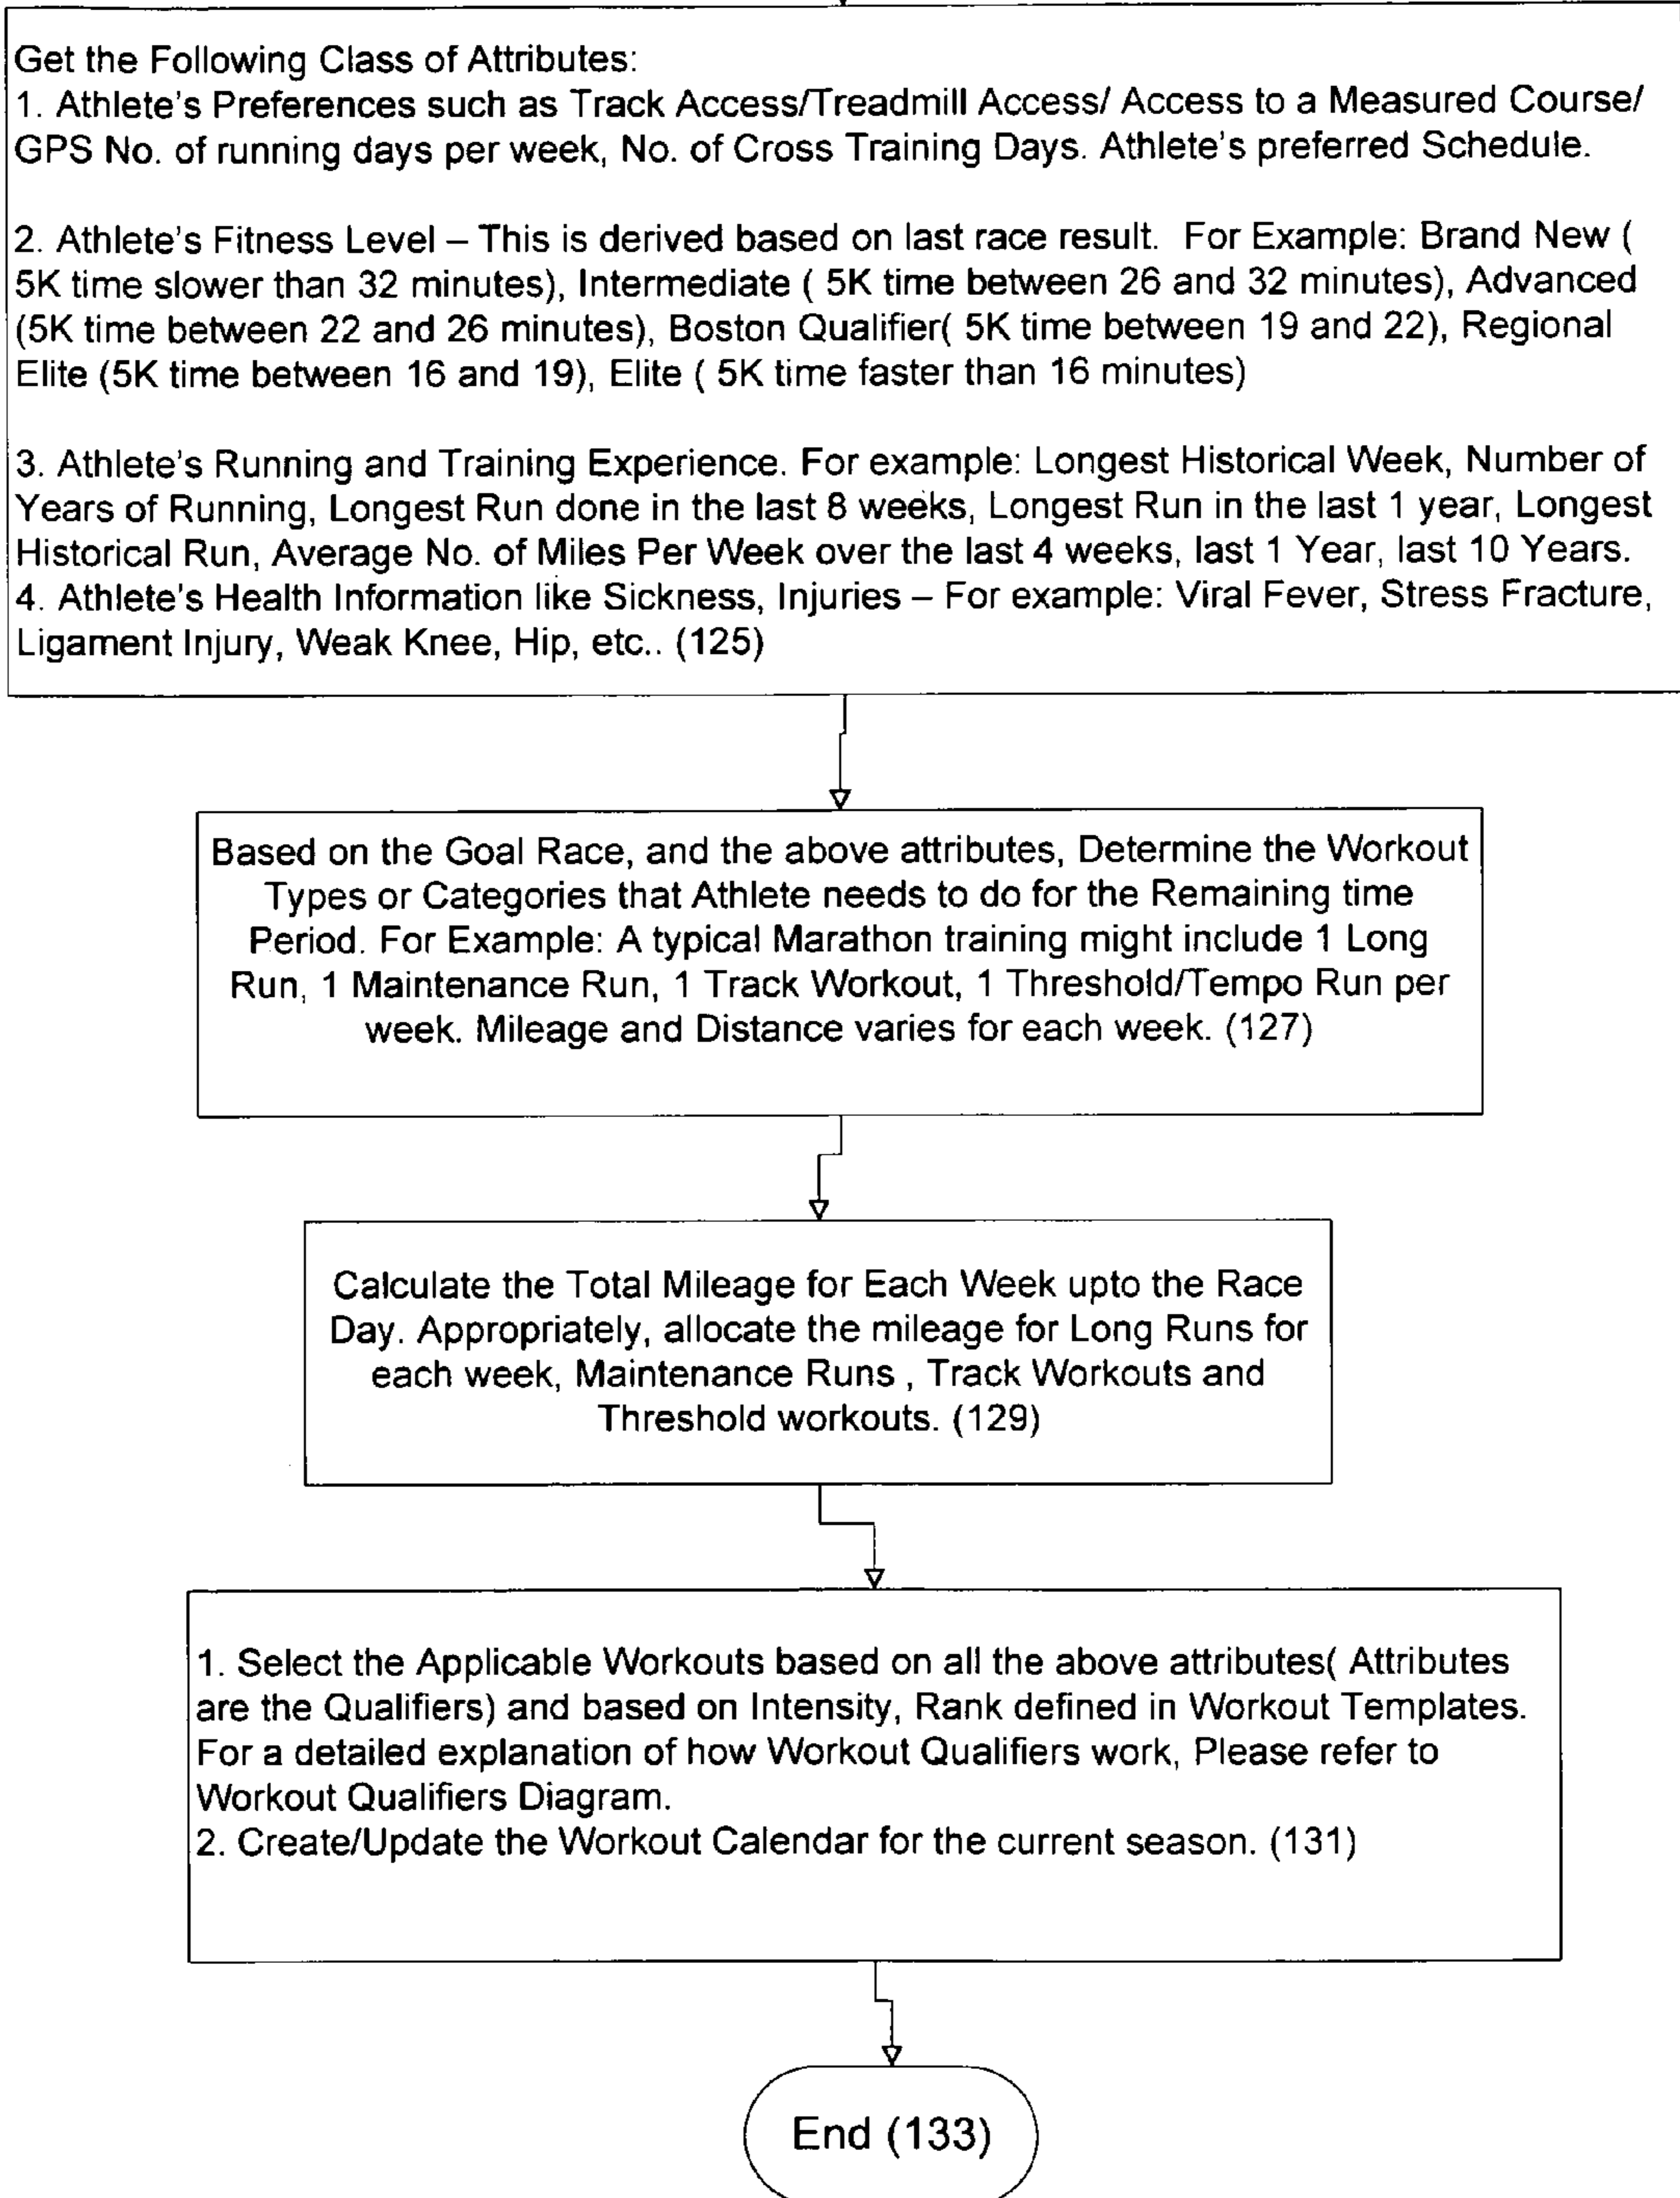 Get the Following Class of Attributes:
1. Athlete's Preferences such as Track Access/Treadmill Access/ Access to a Measured Course/
GPS No. of running days per week, No. of Cross Training Days. Athlete's preferred Schedule.
2. Athlete's Fitness Level – This is derived based on last race result. For Example: Brand New (
5K time slower than 32 minutes), Intermediate ( 5K time between 26 and 32 minutes), Advanced
(5K time between 22 and 26 minutes), Boston Qualifier( 5K time between 19 and 22), Regional
Elite (5K time between 16 and 19), Elite ( 5K time faster than 16 minutes)
3. Athlete's Running and Training Experience. For example: Longest Historical Week, Number of
Years of Running, Longest Run done in the last 8 weeks, Longest Run in the last 1 year, Longest
Historical Run, Average No. of Miles Per Week over the last 4 weeks, last 1 Year, last 10 Years.
4. Athlete's Health Information like Sickness, Injuries – For example: Viral Fever, Stress Fracture,
Ligament Injury, Weak Knee, Hip, etc.. (125)
Based on the Goal Race, and the above attributes, Determine the Workout
Types or Categories that Athlete needs to do for the Remaining time
Period. For Example: A typical Marathon training might include 1 Long
Run, 1 Maintenance Run, 1 Track Workout, 1 Threshold/Tempo Run per
week. Mileage and Distance varies for each week. (127)
Calculate the Total Mileage for Each Week upto the Race
Day. Appropriately, allocate the mileage for Long Runs for
each week, Maintenance Runs , Track Workouts and
Threshold workouts. (129)
1. Select the Applicable Workouts based on all the above attributes( Attributes
are the Qualifiers) and based on Intensity, Rank defined in Workout Templates.
For a detailed explanation of how Workout Qualifiers work, Please refer to
Workout Qualifiers Diagram.
2. Create/Update the Workout Calendar for the current season. (131)
End (133)